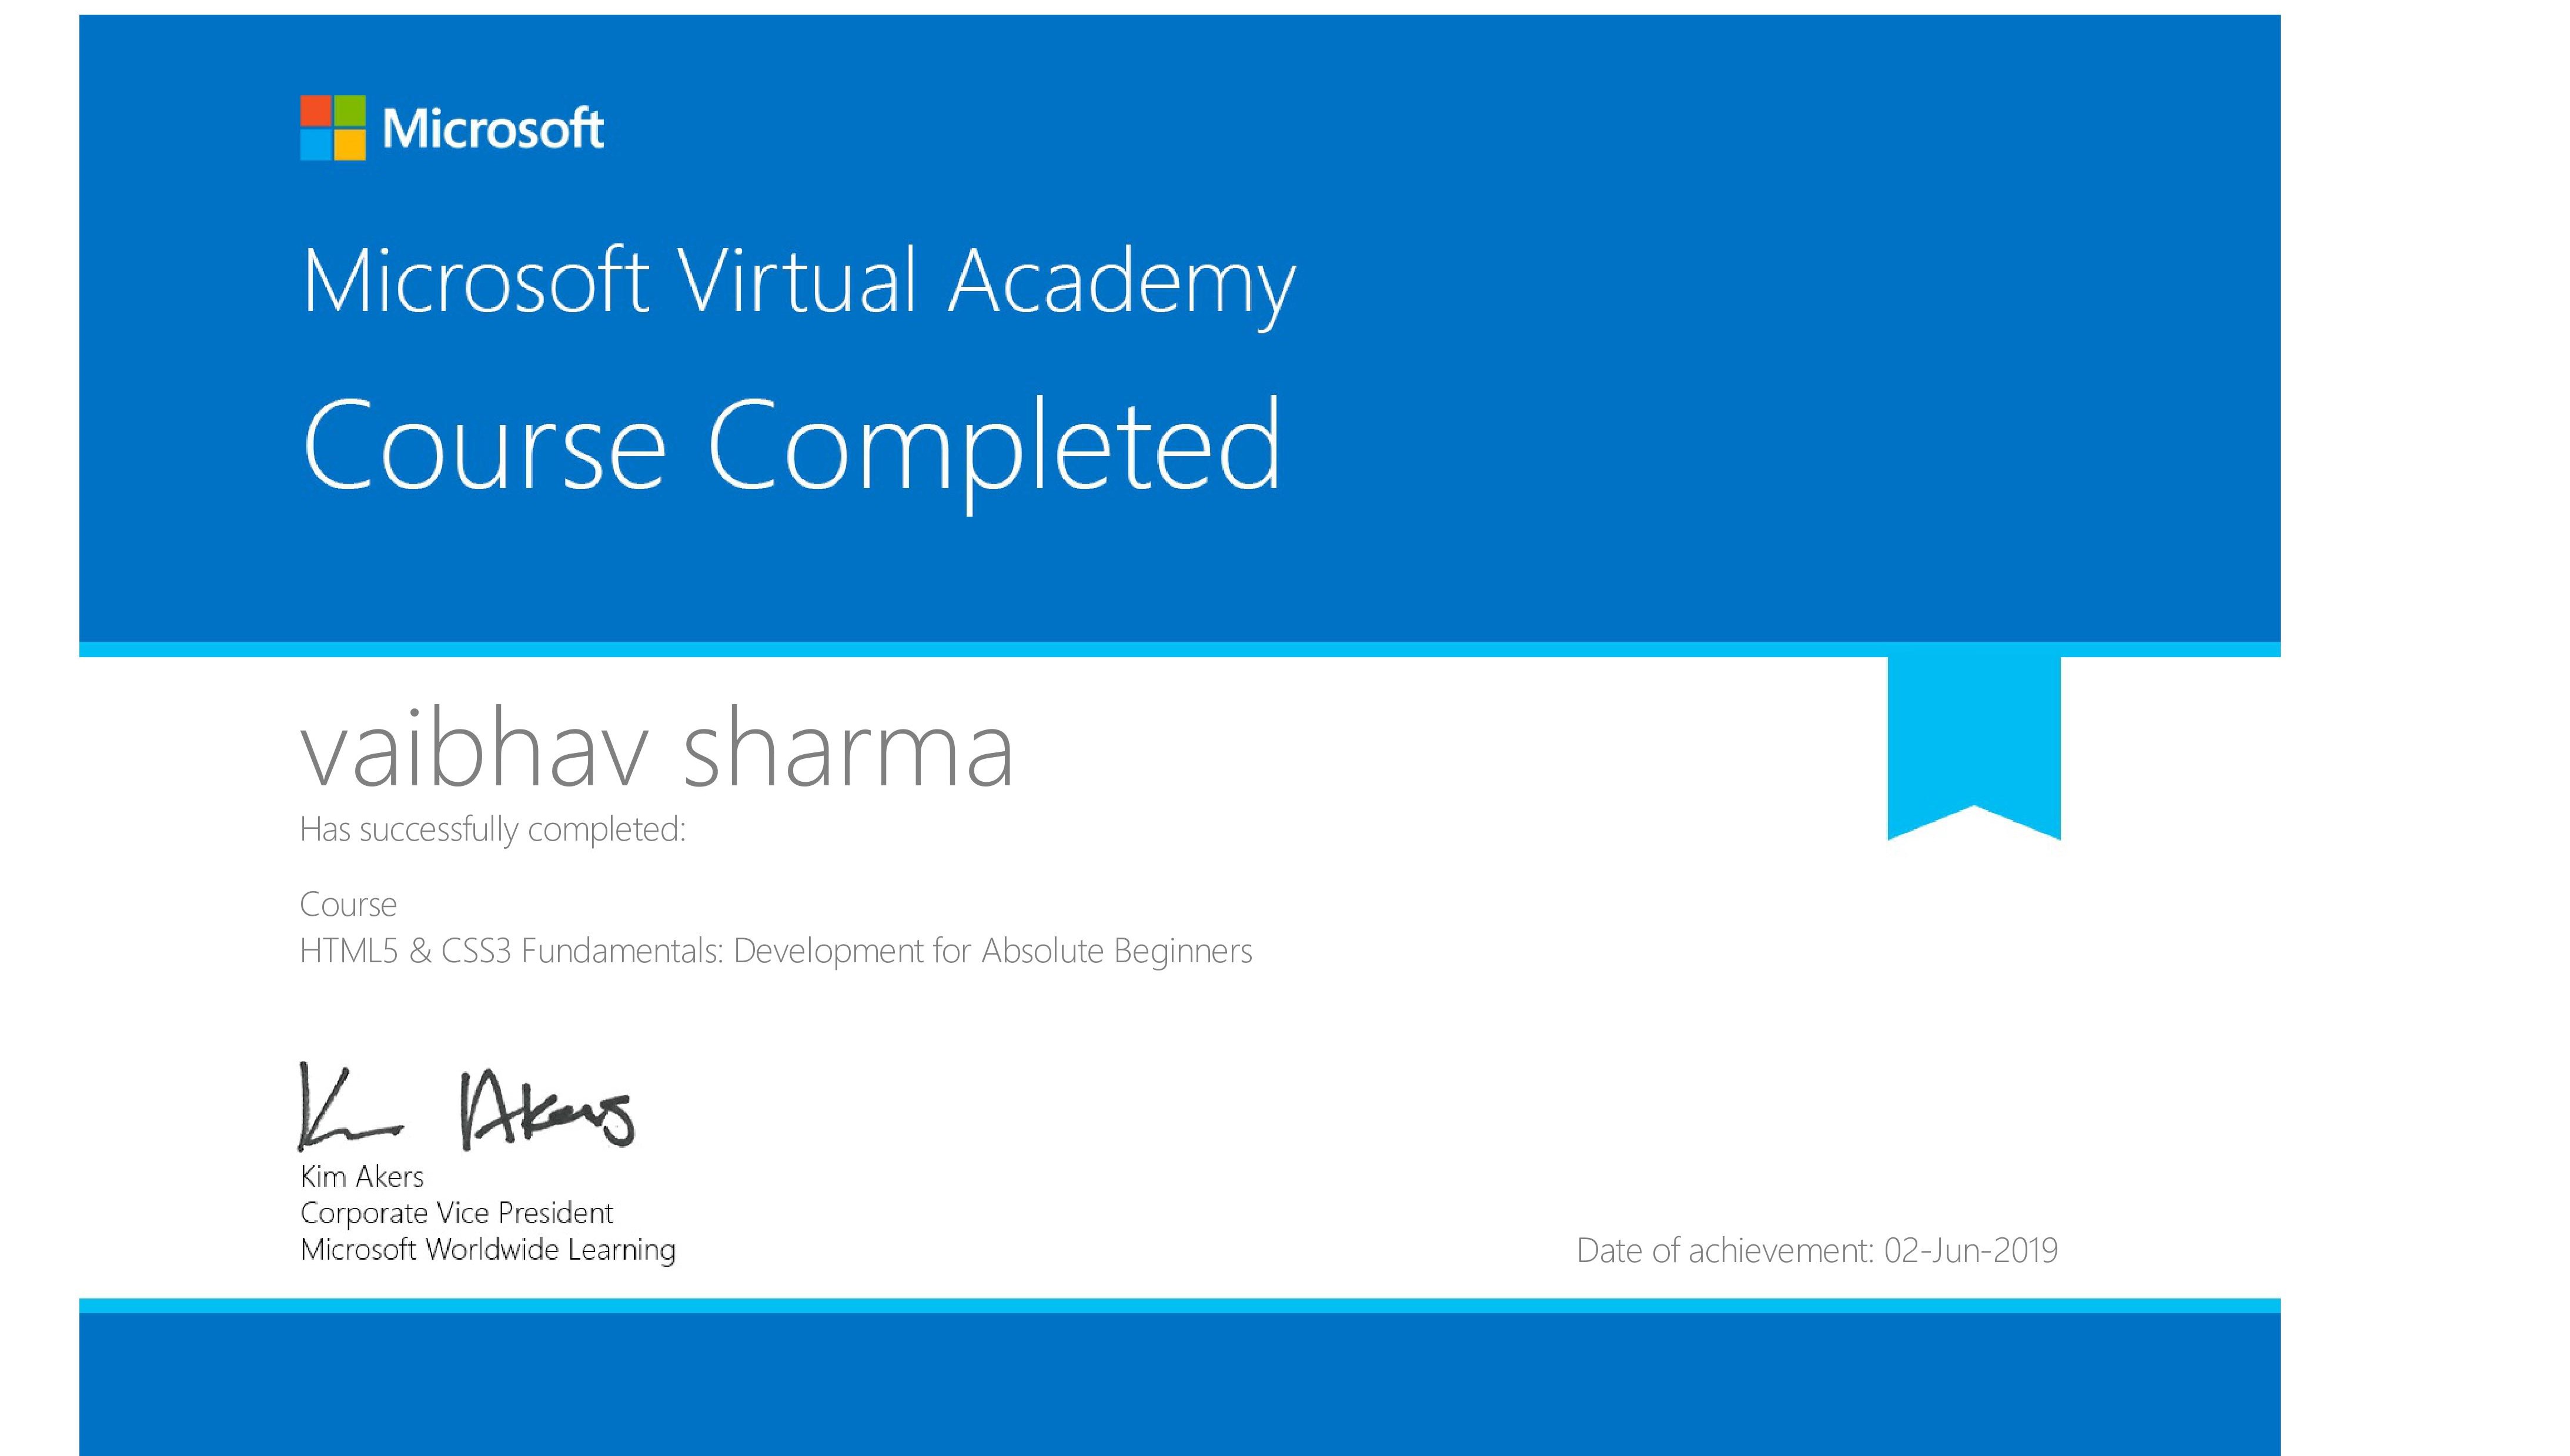 Microsoft
Microsoft Virtual Academy
Course Completed
vaibhav sharma
Has successfully completed:
Course
HTML5 & CSS3 Fundamentals: Development for Absolute Beginners
K Akers
Kim Akers
Corporate Vice President
Microsoft Worldwide Learning
Date of achievement: 02-Jun-2019